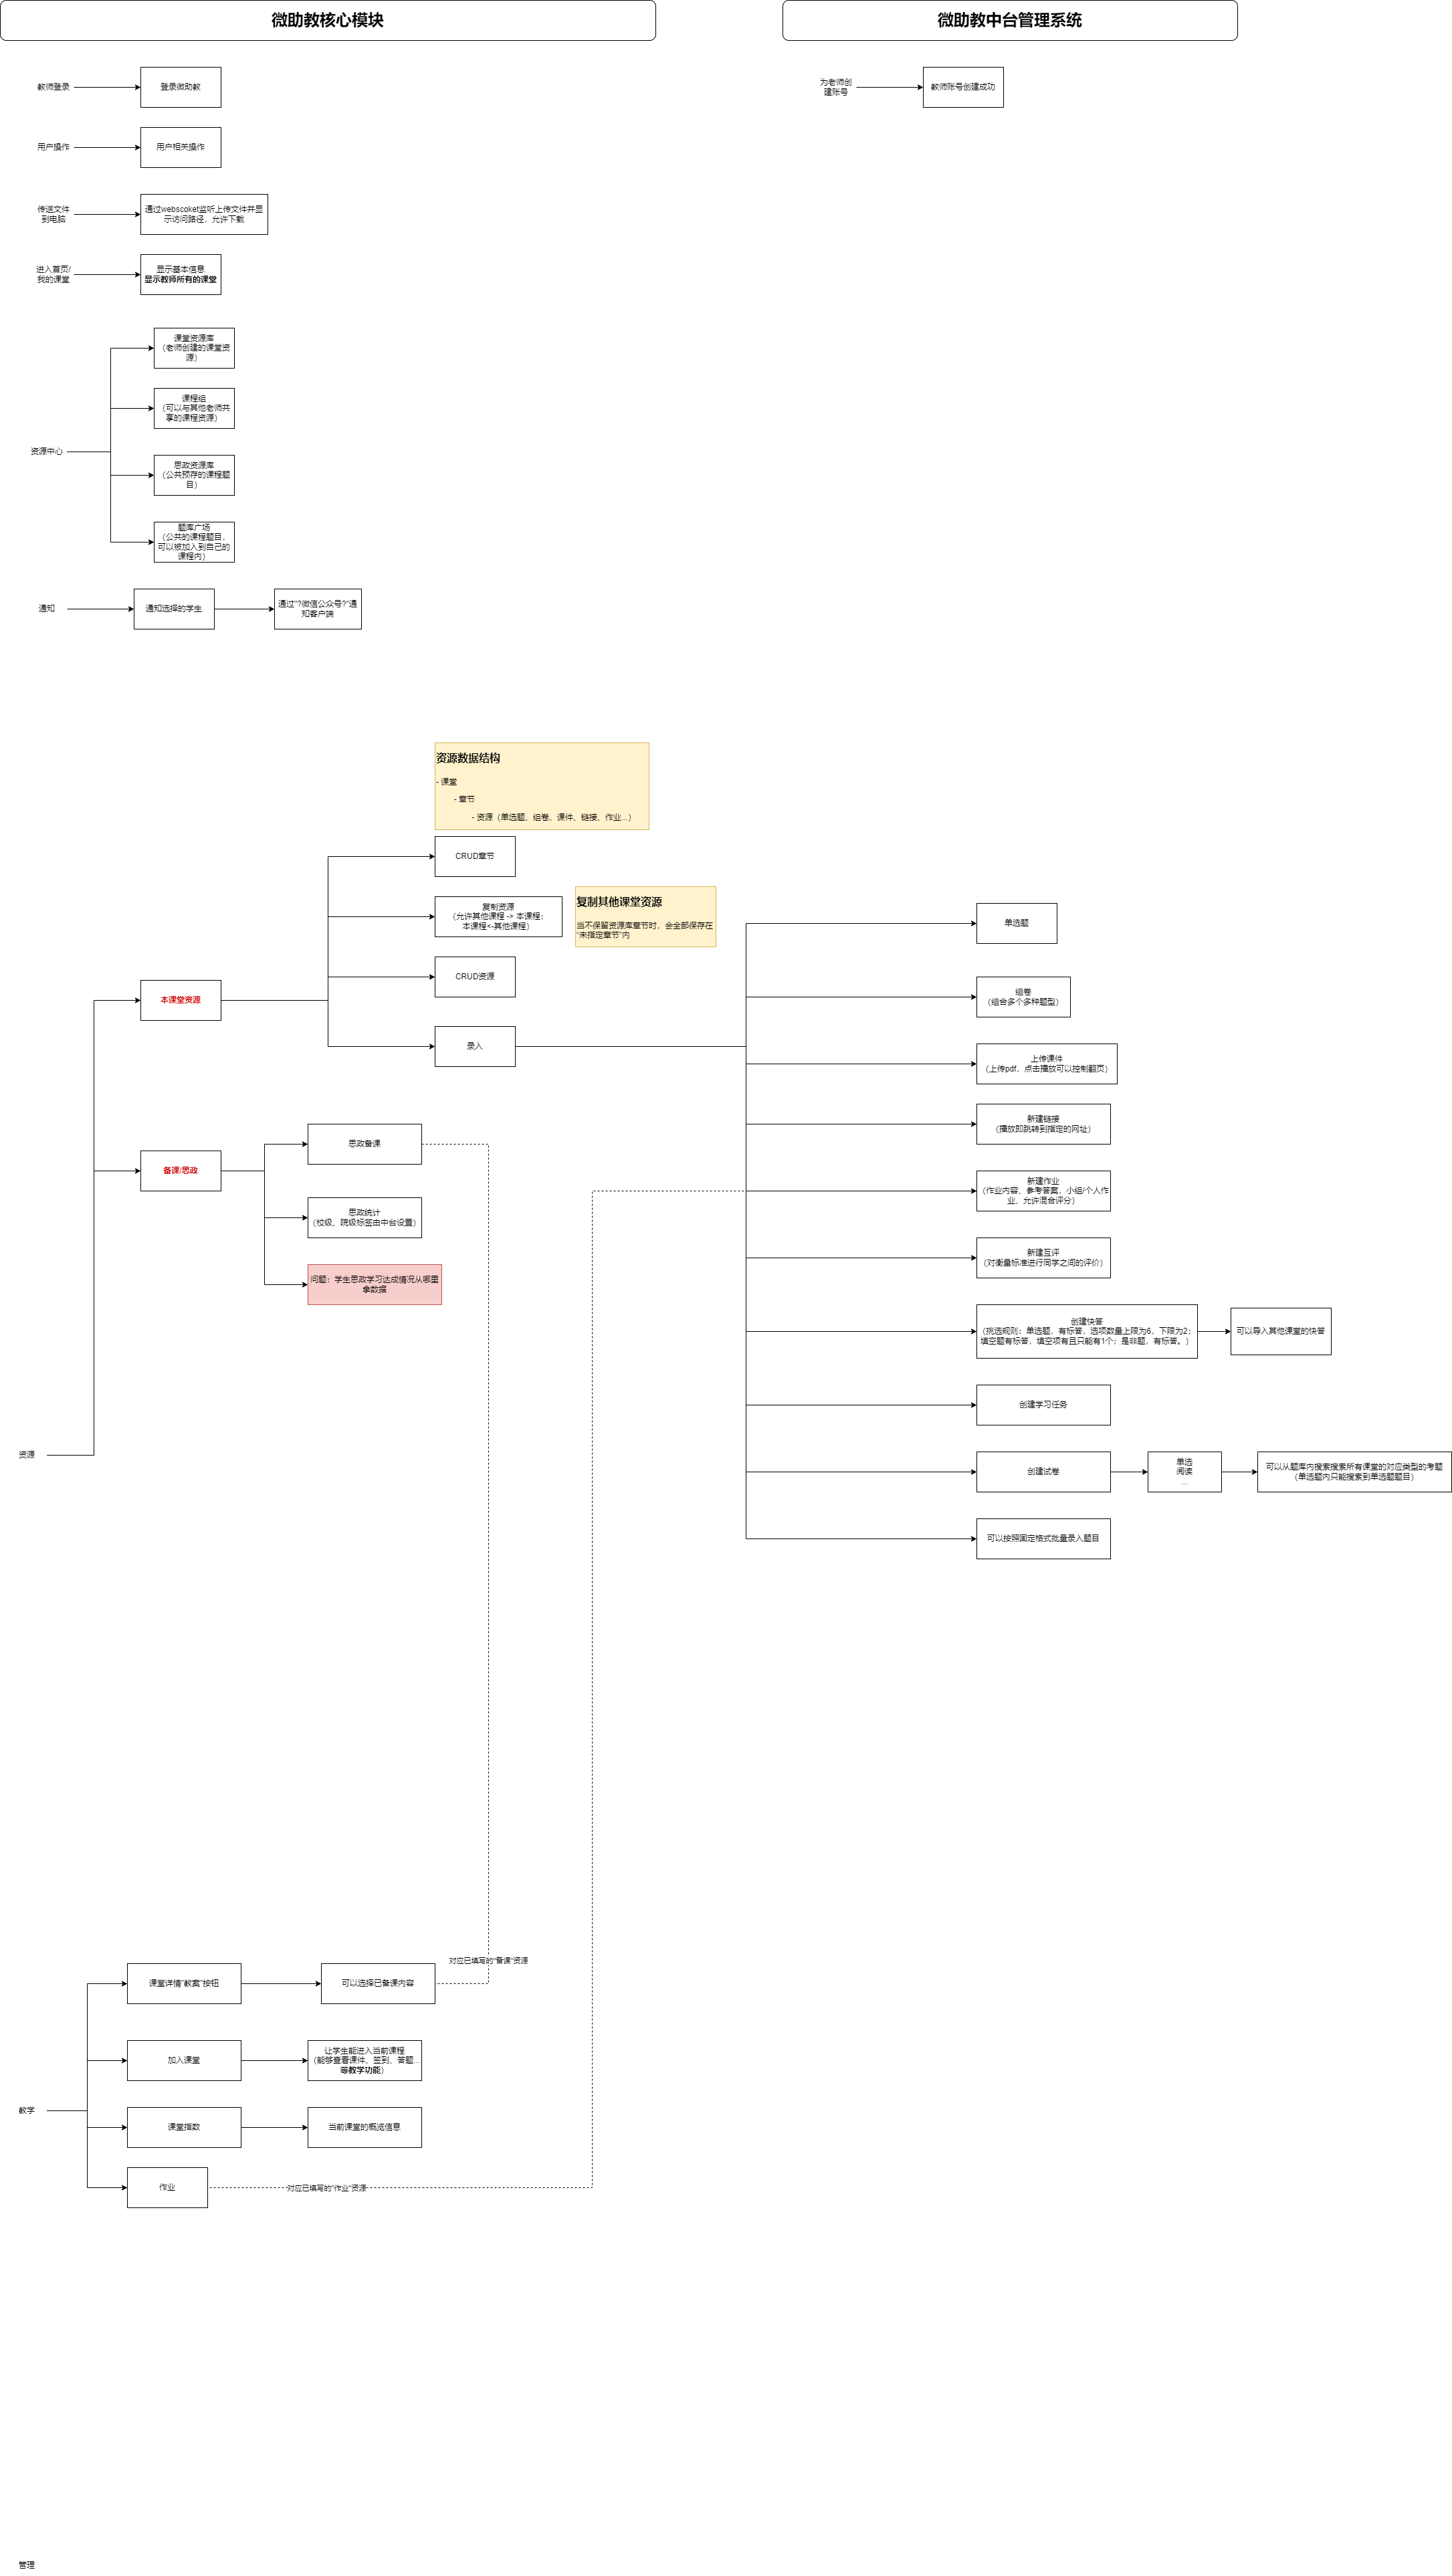 微助教核心模块
微助教中台管理系统
教师登录
登录微助教
为老师创
建账号
教师账号创建成功
用户操作
用户相关操作
传送文件
到电脑
通过webscoket监听上传文件并显
示访问路径，允许下载
进入首页/
我的课堂
显示基本信息
显示教师所有的课堂
资源中心
课堂资源库
（老师创建的课堂资
源）
课程组
（可以与其他老师共
享的课程资源）
思政资源库
（公共预存的课程题
目）
题库广场
（公共的课程题目，
可以被加入到自己的
课程内）
通知
通知选择的学生
通过"?微信公众号?"通
知客户端
资源数据结构
- 课堂
- 章节
- 资源（单选题、组卷、课件、链接、作业...）
CRUD章节
复制资源
（允许其他课程 -> 本课程；
本课程<-其他课程）
复制其他课堂资源
当不保留资源库章节时，会全部保存在
“未指定章节”内
CRUD资源
录入
本课堂资源
单选题
组卷
（组合多个多种题型）
上传课件
（上传pdf，点击播放可以控制翻页）
新建链接
（播放即跳转到指定的网址）
新建作业
（作业内容、参考答案，小组/个人作
业、允许混合评分）
新建互评
（对衡量标准进行同学之间的评价）
创建快答
（挑选规则：单选题，有标答，选项数量上限为6，下限为2；
填空题有标答，填空项有且只能有1个；是非题，有标答。）
可以导入其他课堂的快答
创建学习任务
创建试卷
单选
阅读
...
可以从题库内搜索搜索所有课堂的对应类型的考题
（单选题内只能搜索到单选题题目）
可以按照固定格式批量录入题目
备课/思政
思政备课
思政统计
（校级、院级标签由中台设置）
问题：学生思政学习达成情况从哪里
拿数据
资源
对应已填写的"备课"资源
课堂详情"教案"按钮
可以选择已备课内容
加入课堂
让学生能进入当前课程
（能够查看课件、签到、答题...
等教学功能）
教学
课堂指数
当前课堂的概览信息
作业
对应已填写的"作业"资源
管理